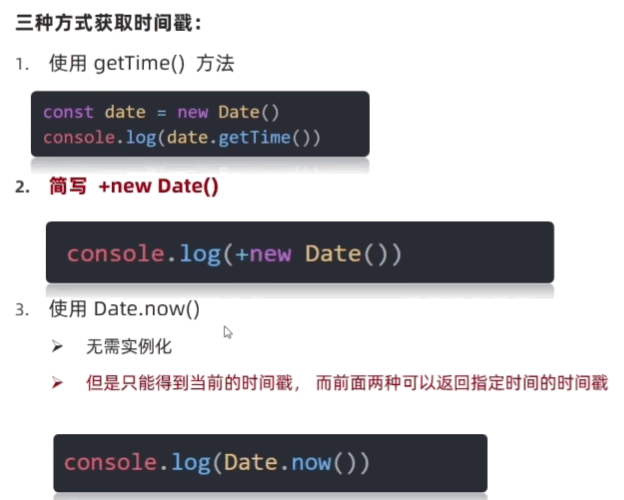 三种方式获取时间戳：
1. 使用 getTime() 方法
const date = new Date()
console.log(date.getTime())
2. 简写 +new Date()
console.log(+new Date())
3. 使用 Date.now()
➢ 无需实例化
➢ 但是只能得到当前的时间戳， 而前面两种可以返回指定时间的时间戳
console.log(Date.now())